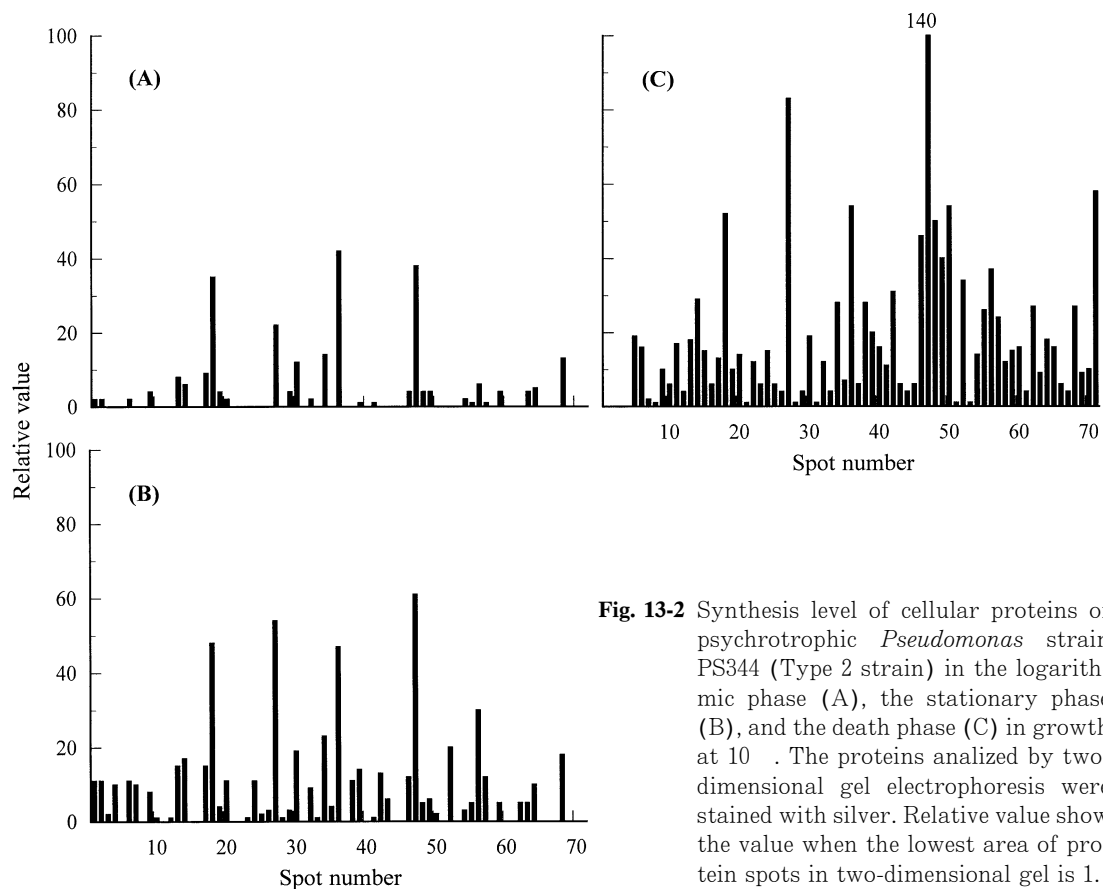 140
100
80
60
40
20
0
(A)
(C)
10 20 30 40 50 60 70
Spot number
Relative value
100
80
60
40
20
0
(B)
10 20 30 40 50 60 70
Spot number
Fig. 13-2 Synthesis level of cellular proteins of
psychrotrophic Pseudomonas strain
PS344 (Type 2 strain) in the logarith
mic phase (A), the stationary phase
(B), and the death phase (C) in growth
at 10 . The proteins analized by two-
dimensional gel electrophoresis were
stained with silver. Relative value show
the value when the lowest area of pro
tein spots in two-dimensional gel is 1.